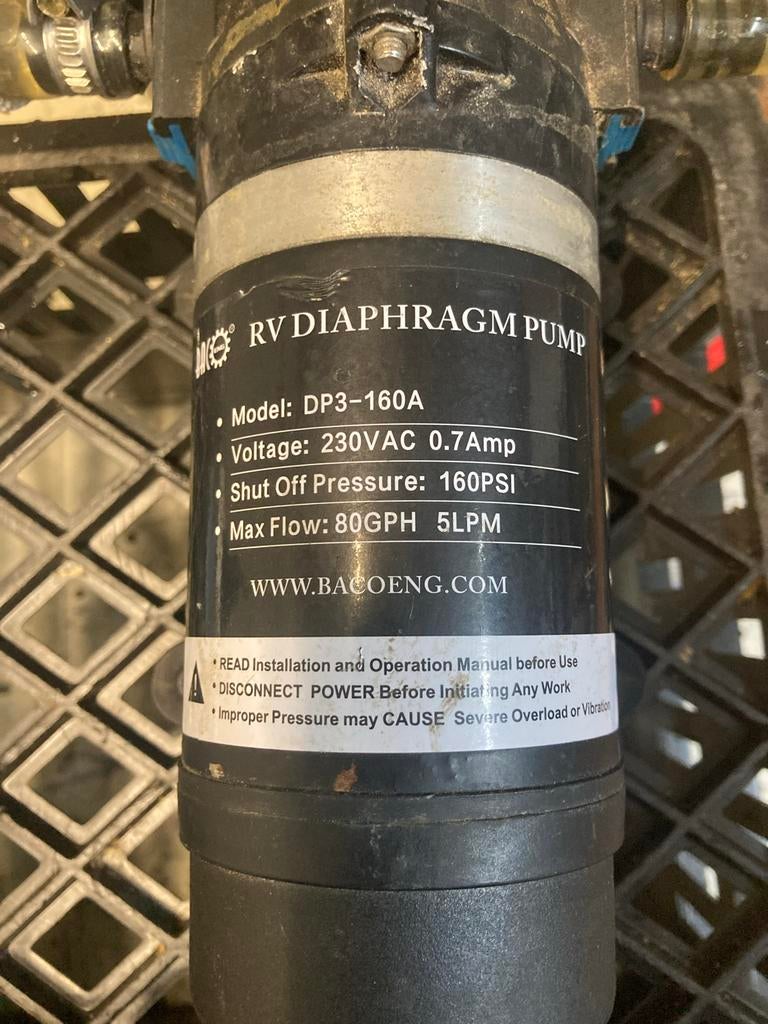 BACO ENG ® RV DIAPHRAGM PUMP
• Model: DP3-160A
• Voltage: 230VAC 0.7Amp
• Shut Off Pressure: 160PSI
• Max Flow: 80GPH 5LPM
WWW.BACOENG.COM
• READ Installation and Operation Manual before Use
• DISCONNECT POWER Before Initiating Any Work
• Improper Pressure may CAUSE Severe Overload or Vibration